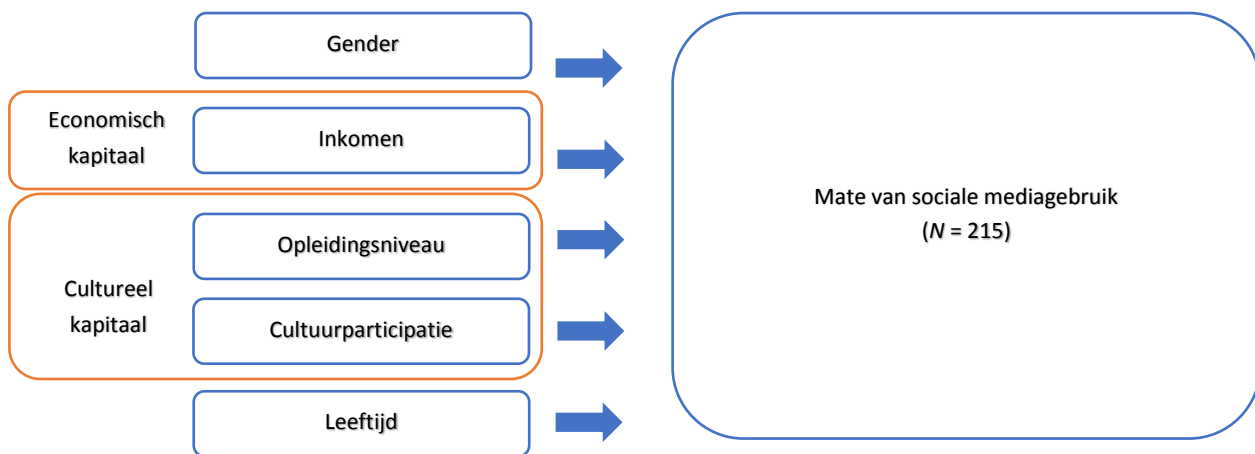 Gender
Economisch
kapitaal
Inkomen
Opleidingsniveau
Cultureel
kapitaal
Cultuurparticipatie
Leeftijd
Mate van sociale mediagebruik
(N = 215)